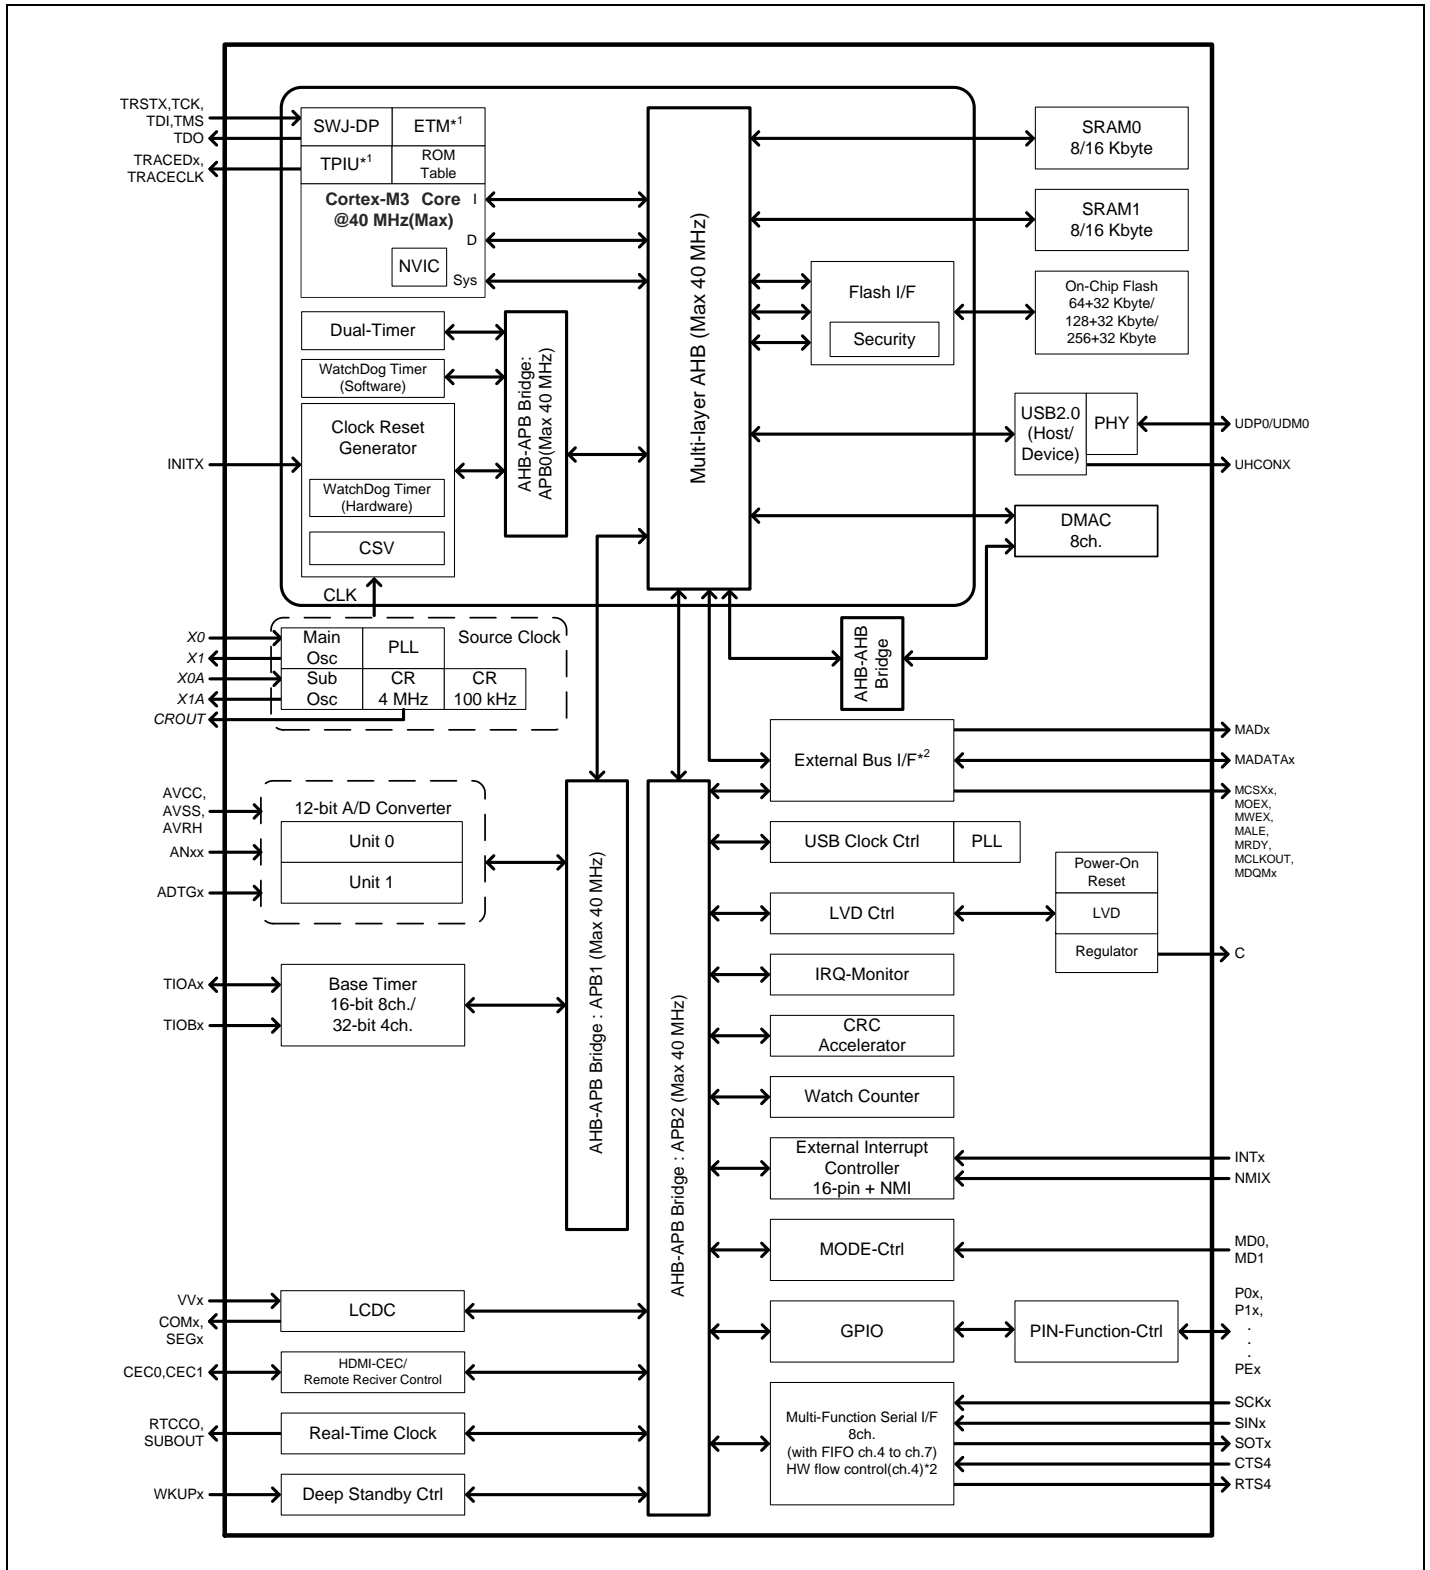 TRSTX,TCK,
TDI,TMS
TDO
TRACEDx,
TRACECLK
SWJ-DP
ETM*1
TPIU*1
ROM
Table
Cortex-M3 Core
@40 MHz(Max)
I
D
Sys
NVIC
Dual-Timer
WatchDog Timer
(Software)
Clock Reset
Generator
WatchDog Timer
(Hardware)
CSV
INITX
AHB-APB Bridge:
APB0(Max 40 MHz)
Multi-layer AHB (Max 40 MHz)
SRAM0
8/16 Kbyte
SRAM1
8/16 Kbyte
Flash I/F
Security
On-Chip Flash
64+32 Kbyte/
128+32 Kbyte/
256+32 Kbyte
USB2.0
(Host/
Device)
PHY
UDP0/UDM0
UHCONX
DMAC
8ch.
AHB-AHB
Bridge
CLK
X0
X1
X0A
X1A
CROUT
Main
Osc
PLL
Source Clock
Sub
Osc
CR
4 MHz
CR
100 kHz
AVCC,
AVSS,
AVRH
ANxx
ADTGx
12-bit A/D Converter
Unit 0
Unit 1
TIOAx
TIOBx
Base Timer
16-bit 8ch./
32-bit 4ch.
AHB-APB Bridge : APB1 (Max 40 MHz)
AHB-APB Bridge : APB2 (Max 40 MHz)
External Bus I/F*2
MADx
MADATAx
MCSXx,
MOEX,
MWEX,
MALE,
MRDY,
MCLKOUT,
MDQMx
USB Clock Ctrl
PLL
LVD Ctrl
Power-On
Reset
LVD
Regulator
C
IRQ-Monitor
CRC
Accelerator
Watch Counter
External Interrupt
Controller
16-pin + NMI
INTx
NMIX
MODE-Ctrl
MD0,
MD1
GPIO
PIN-Function-Ctrl
P0x,
P1x,
.
.
.
PEx
Multi-Function Serial I/F
8ch.
(with FIFO ch.4 to ch.7)
HW flow control(ch.4)*2
SCKx
SINx
SOTx
CTS4
RTS4
VVx
COMx,
SEGx
LCDC
CEC0,CEC1
HDMI-CEC/
Remote Reciver Control
RTCCO,
SUBOUT
Real-Time Clock
WKUPx
Deep Standby Ctrl